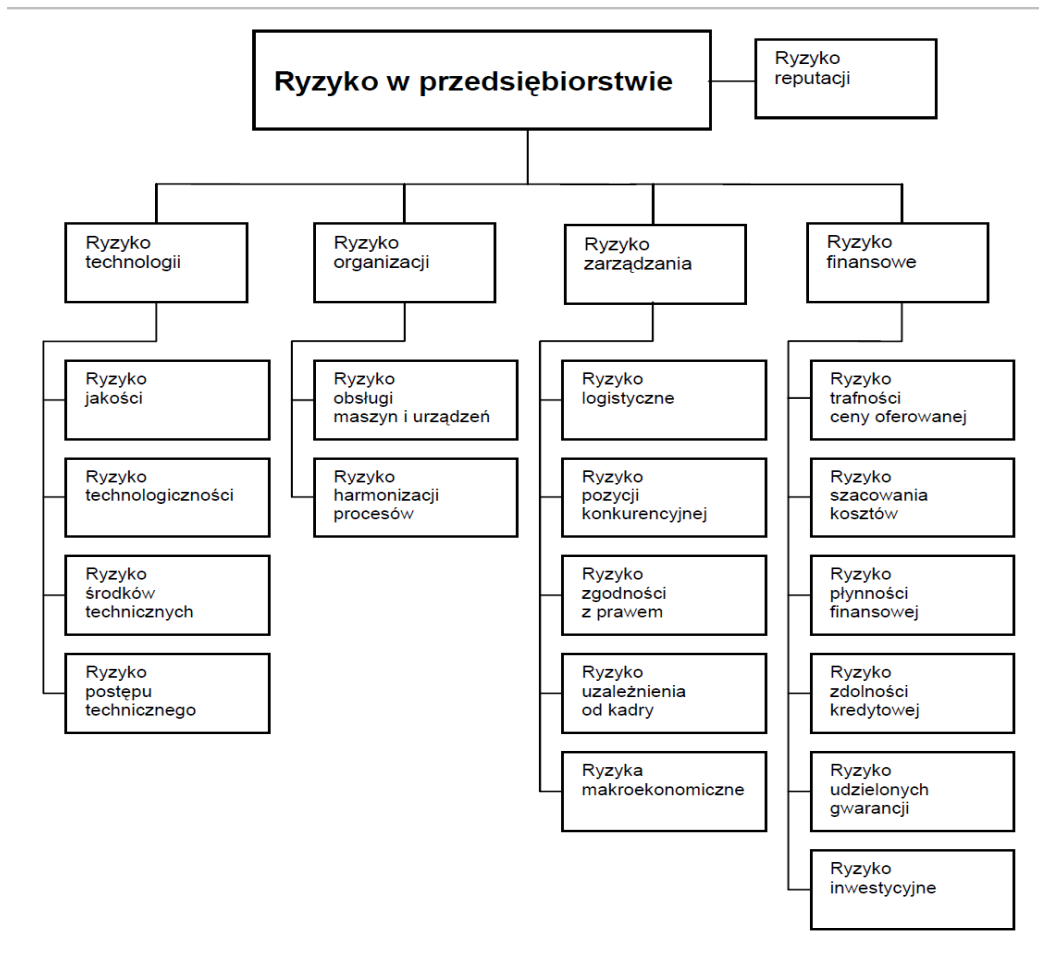 Ryzyko w przedsiębiorstwie
Ryzyko
reputacji
Ryzyko
technologii
Ryzyko
organizacji
Ryzyko
zarządzania
Ryzyko
finansowe
Ryzyko
jakości
Ryzyko
technologiczności
Ryzyko
środków
technicznych
Ryzyko
postępu
technicznego
Ryzyko
obsługi
maszyn i urządzeń
Ryzyko
harmonizacji
procesów
Ryzyko
logistyczne
Ryzyko
pozycji
konkurencyjnej
Ryzyko
zgodności
z prawem
Ryzyko
uzależnienia
od kadry
Ryzyka
makroekonomiczne
Ryzyko
trafności
ceny oferowanej
Ryzyko
szacowania
kosztów
Ryzyko
płynności
finansowej
Ryzyko
zdolności
kredytowej
Ryzyko
udzielonych
gwarancji
Ryzyko
inwestycyjne